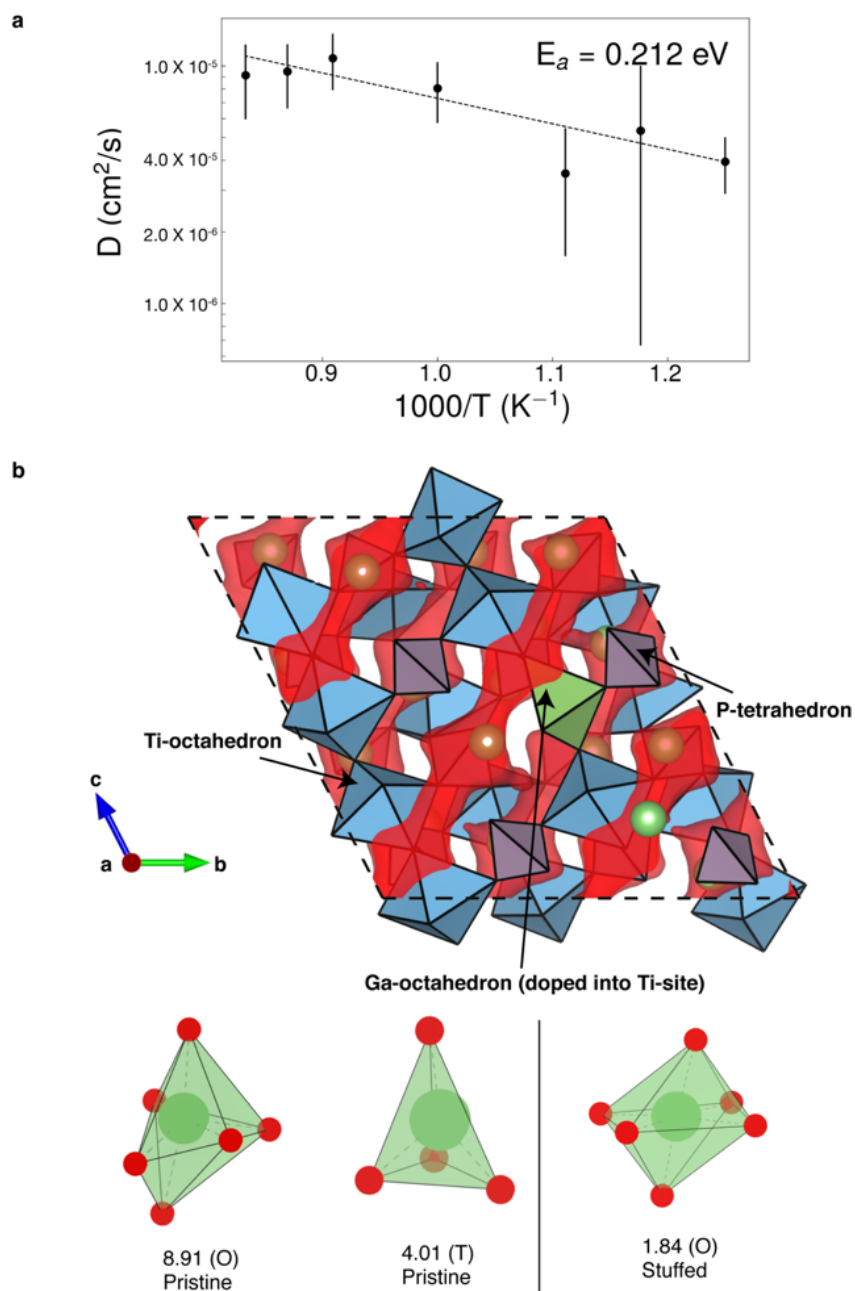 a
E_a = 0.212 eV
D (cm²/s)
1.0 X 10⁻⁵
4.0 X 10⁻⁵
2.0 X 10⁻⁶
1.0 X 10⁻⁶
0.9 1.0 1.1 1.2
1000/T (K⁻¹)
b
P-tetrahedron
Ti-octahedron
c
a b
Ga-octahedron (doped into Ti-site)
8.91 (O)
Pristine
4.01 (T)
Pristine
1.84 (O)
Stuffed